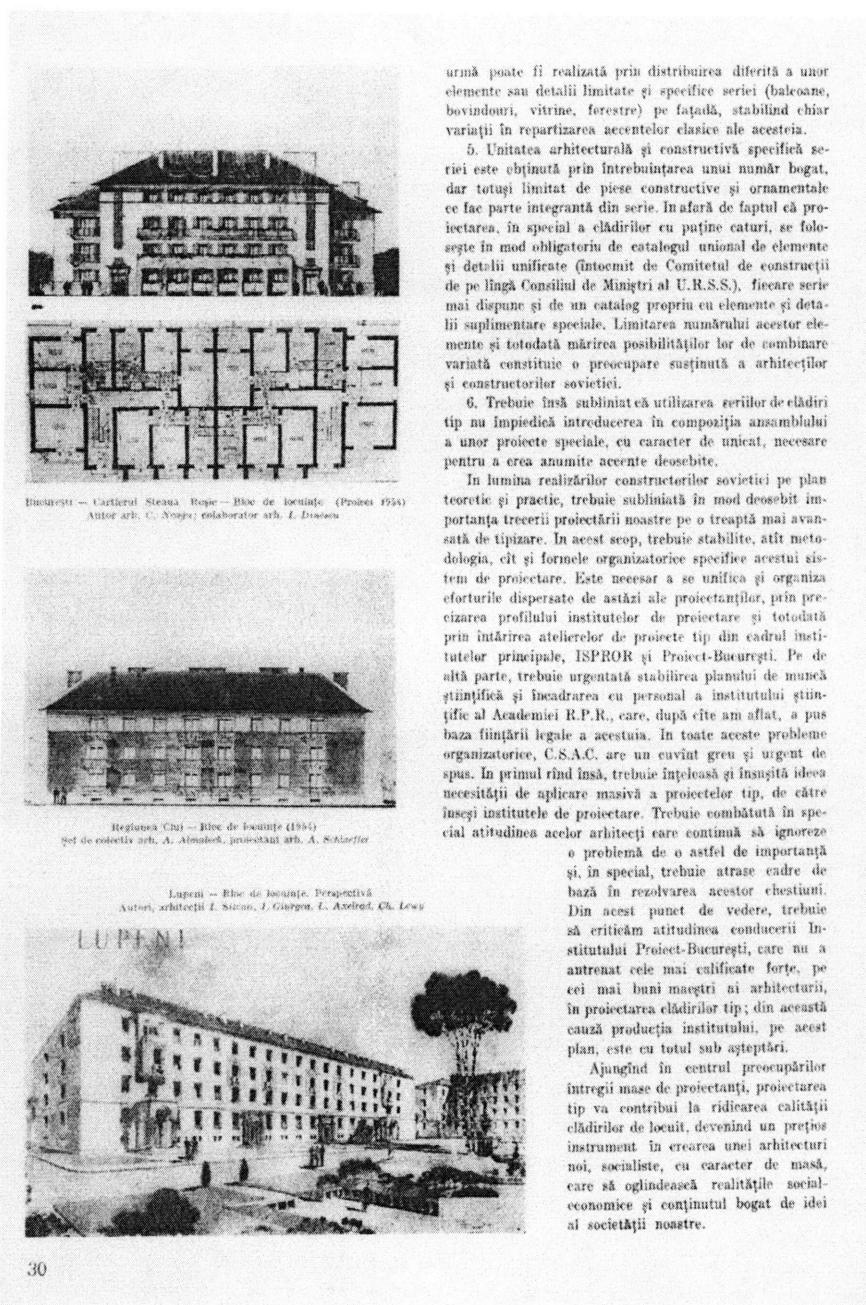 urmă poate fi realizată prin distribuirea diferită a unor
elemente sau detalii limitate și specifice seriei (balcoane,
bovindouri, vitrine, ferestre) pe fațadă, stabilind chiar
variații în repartizarea accentelor clasice ale acesteia.
5. Unitatea arhitecturală și constructivă specifică se-
riei este obținută prin întrebuințarea unui număr bogat,
dar totuși limitat de piese constructive și ornamentale
ce fac parte integrantă din serie. In afară de faptul că pro-
iectarea, în special a clădirilor cu puține caturi, se folo-
sește în mod obligatoriu de catalogul unional de elemente
și detalii unificate (întocmit de Comitetul de construcții
de pe lîngă Consiliul de Miniștri al U.R.S.S.), fiecare serie
mai dispune și de un catalog propriu cu elemente și deta-
lii suplimentare speciale. Limitarea numărului acestor ele-
mente și totodată mărirea posibilităților lor de combinare
variată constituie o preocupare susținută a arhitecților
și constructorilor sovietici.
6. Trebuie însă subliniat că utilizarea seriilor de clădiri
tip nu împiedică introducerea în compoziția ansamblului
a unor proiecte speciale, cu caracter de unicat, necesare
pentru a crea anumite accente deosebite.
In lumina realizărilor constructorilor sovietici pe plan
teoretic și practic, trebuie subliniată în mod deosebit im-
portanța trecerii proiectării noastre pe o treaptă mai avan-
sată de tipizare. In acest scop, trebuie stabilite, atît meto-
dologia, cît și formele organizatorice specifice acestui sis-
tem de proiectare. Este necesar a se unifica și organiza
eforturile dispersate de astăzi ale proiectanților, prin pre-
cizarea profilului institutelor de proiectare și totodată
prin întărirea atelierelor de proiecte tip din cadrul insti-
tutelor principale, ISPROR și Proiect-București. Pe de
altă parte, trebuie urgentată stabilirea planului de muncă
științifică și încadrarea cu personal a institutului știin-
țific al Academiei R.P.R., care, după cîte am aflat, a pus
baza ființării legale a acestuia. In toate aceste probleme
organizatorice, C.S.A.C. are un cuvînt greu și urgent de
spus. In primul rînd însă, trebuie înțeleasă și însușită ideea
necesității de aplicare masivă a proiectelor tip, de către
înseși institutele de proiectare. Trebuie combătută în spe-
cial atitudinea acelor arhitecți care continuă să ignoreze
o problemă de o astfel de importanță
și, în special, trebuie atrase cadre de
bază în rezolvarea acestor chestiuni.
Din acest punct de vedere, trebuie
să criticăm atitudinea conducerii In-
stitutului Proiect-București, care nu a
antrenat cele mai calificate forțe, pe
cei mai buni maeștri ai arhitecturii,
în proiectarea clădirilor tip; din această
cauză producția institutului, pe acest
plan, este cu totul sub așteptări.
Ajungînd în centrul preocupărilor
întregii mase de proiectanți, proiectarea
tip va contribui la ridicarea calității
clădirilor de locuit, devenind un prețios
instrument în crearea unei arhitecturi
noi, socialiste, cu caracter de masă,
care să oglindească realitățile social-
economice și conținutul bogat de idei
al societății noastre.
București — Cartierul Steaua Roșie — Bloc de locuințe (Proiect 1954)
Autor arh. C. colaborator arh. I.
Regiunea Cluj — Bloc de locuințe (1954)
Șef de colectiv arh. A. proiectant arh. A.
Lupeni — Bloc de locuințe. Perspectivă
Autori, arhitecții I. J. Giurgea, L. Axelrad, Ch. Lewy
LUPENI
30